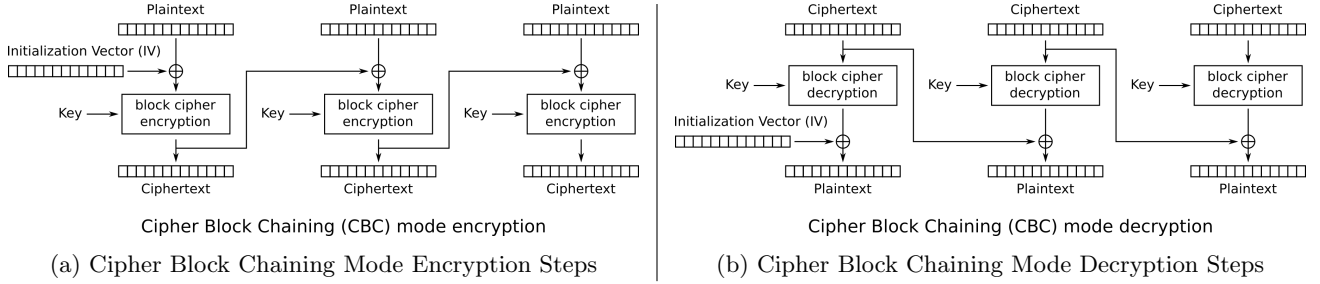 Plaintext Plaintext Plaintext
Initialization Vector (IV)
Key block cipher encryption Key block cipher encryption Key block cipher encryption
Ciphertext Ciphertext Ciphertext
Cipher Block Chaining (CBC) mode encryption
(a) Cipher Block Chaining Mode Encryption Steps
Ciphertext Ciphertext Ciphertext
Key block cipher decryption Key block cipher decryption Key block cipher decryption
Initialization Vector (IV)
Plaintext Plaintext Plaintext
Cipher Block Chaining (CBC) mode decryption
(b) Cipher Block Chaining Mode Decryption Steps